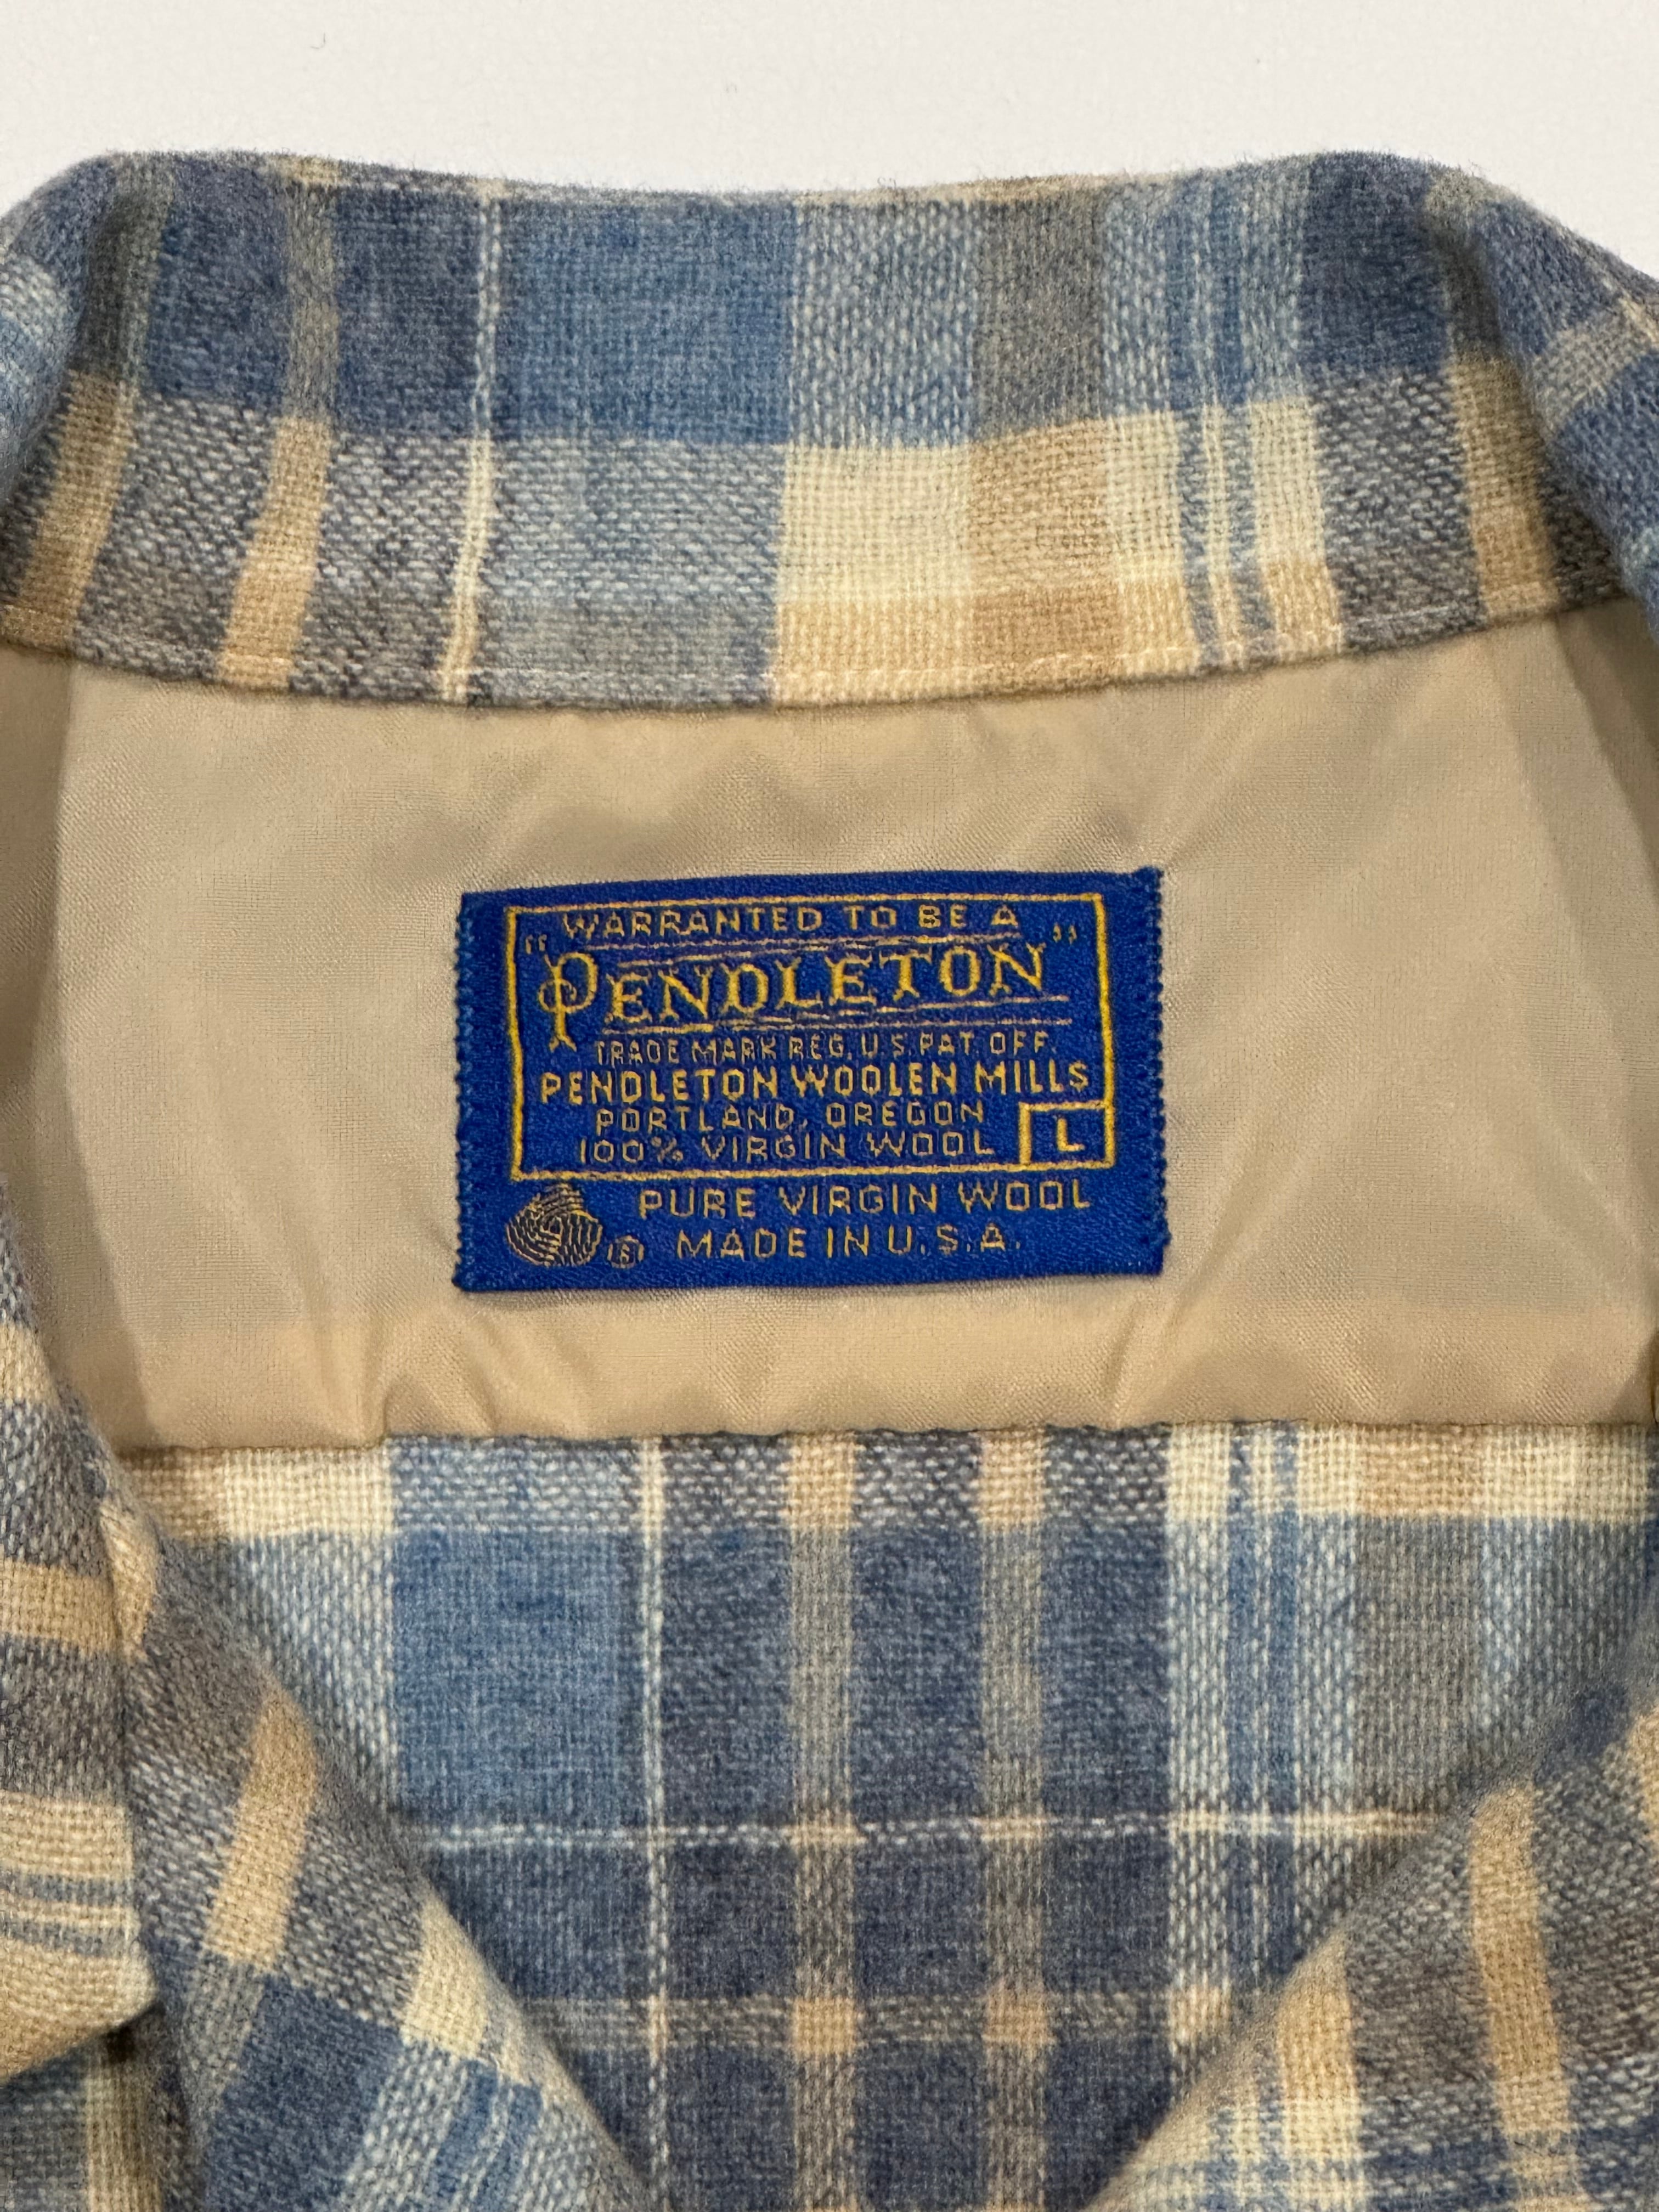 WARRANTED TO BE A
"PENDLETON"
TRADE MARK REG. U.S. PAT. OFF.
PENDLETON WOOLEN MILLS
PORTLAND, OREGON
100% VIRGIN WOOL
L
PURE VIRGIN WOOL
® MADE IN U.S.A.